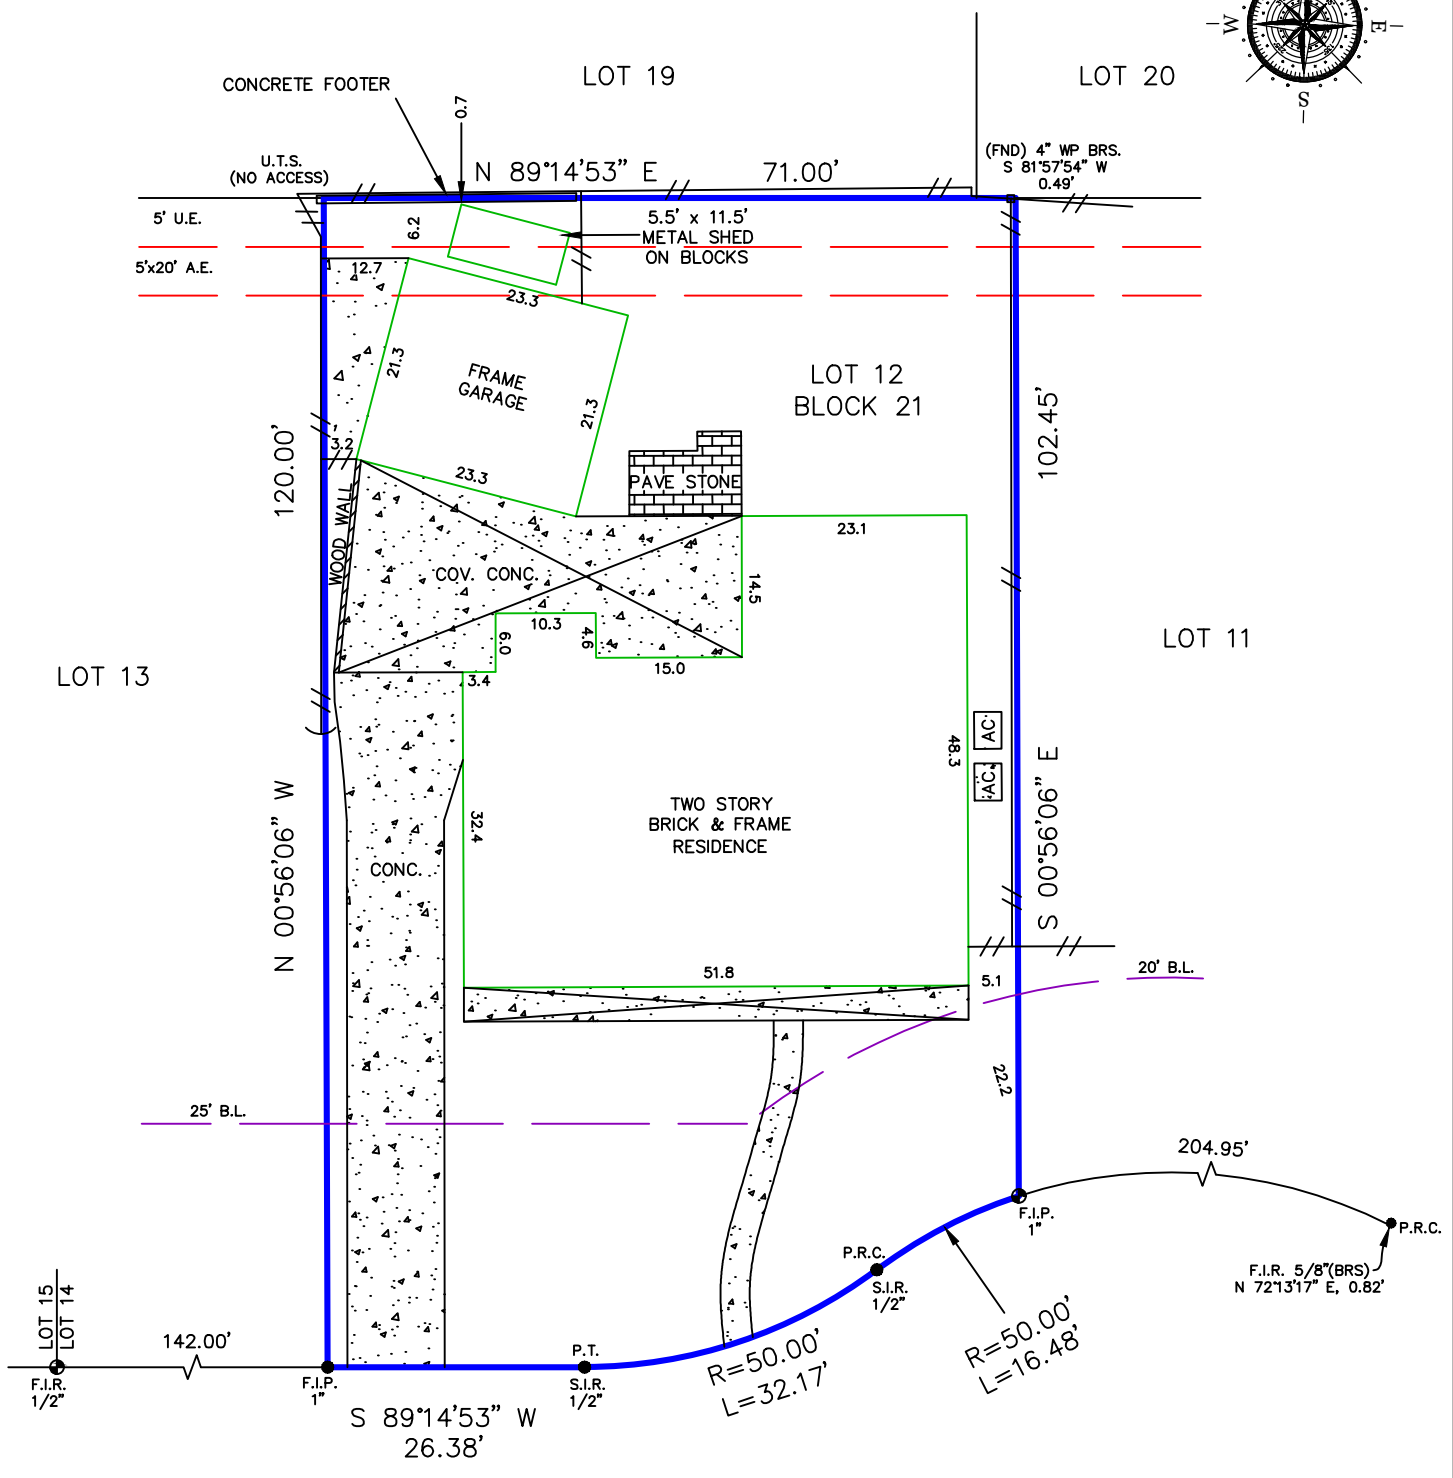 W
E
S
LOT 19
LOT 20
CONCRETE FOOTER
0.7
U.T.S.
(NO ACCESS)
N 89°14'53" E
71.00'
(FND) 4" WP BRS.
S 81°57'54" W
0.49'
5' U.E.
6.2
5.5' x 11.5'
METAL SHED
ON BLOCKS
5'x20' A.E.
12.7
23.3
21.3
FRAME
GARAGE
21.3
LOT 12
BLOCK 21
120.00'
102.45'
3.2
23.3
PAVE STONE
23.1
WOOD WALL
COV. CONC.
14.5
10.3
6.0
4.6
15.0
3.4
LOT 13
LOT 11
AC
AC
48.3
32.4
TWO STORY
BRICK & FRAME
RESIDENCE
N 00°56'06" W
S 00°56'06" E
CONC.
51.8
5.1
20' B.L.
22.2
25' B.L.
204.95'
F.I.P.
1"
P.R.C.
F.I.R. 5/8"(BRS)
N 72°13'17" E, 0.82'
P.R.C.
S.I.R.
1/2"
R=50.00'
L=16.48'
R=50.00'
L=32.17'
LOT 15
LOT 14
142.00'
F.I.R.
1/2"
F.I.P.
1"
P.T.
S.I.R.
1/2"
S 89°14'53" W
26.38'